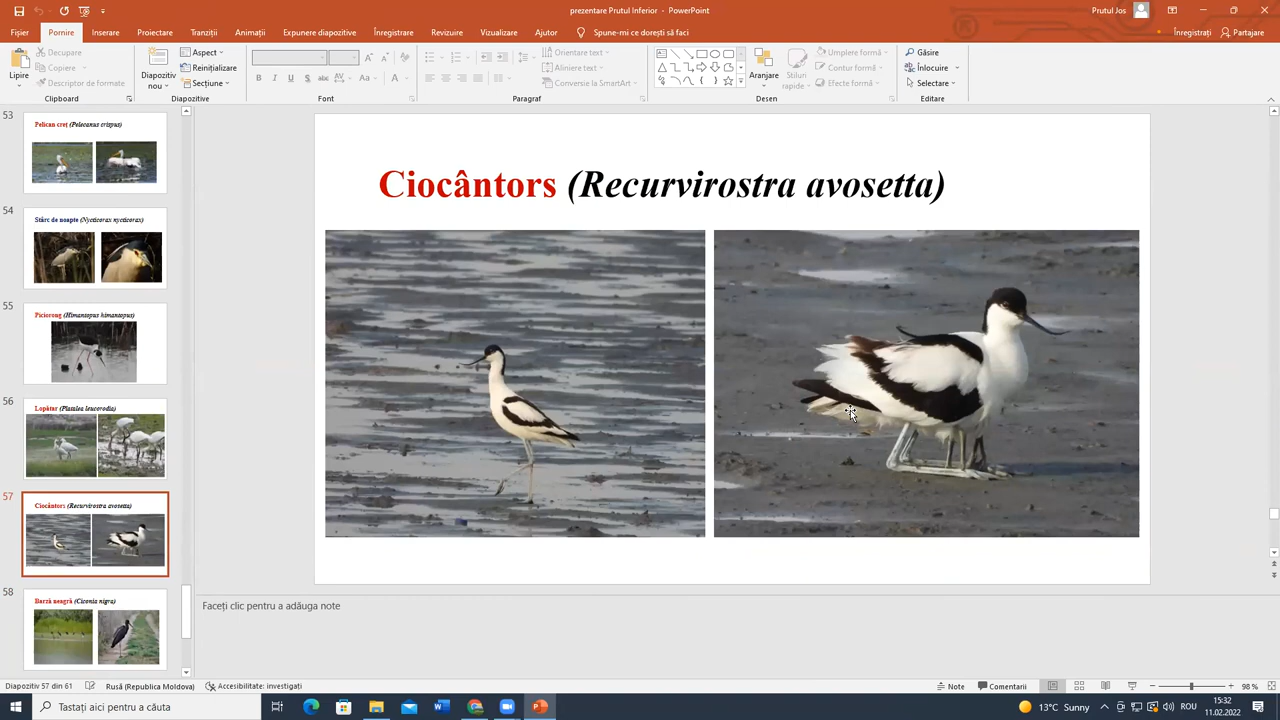 prezentare Prutul Inferior - PowerPoint
Prutul Jos
Fișier Pornire Inserare Proiectare Tranziții Animații Expunere diapozitive Înregistrare Revizuire Vizualizare Ajutor Spune-mi ce dorești să faci Înregistrați Partajare
Lipire
Decupare
Copiere
Descriptor de formate
Clipboard
Diapozitiv nou
Aspect
Reinițializare
Secțiune
Diapozitive
Font
Orientare text
Aliniere text
Conversie la SmartArt
Paragraf
Aranjare
Stiluri rapide
Umplere formă
Contur formă
Efecte formă
Desen
Găsire
Înlocuire
Selectare
Editare
53
Pelican creț (Pelecanus crispus)
54
Stârc de noapte (Nycticorax nycticorax)
55
Piciorong (Himantopus himantopus)
56
Lopătar (Platalea leucorodia)
57
Ciocântors (Recurvirostra avosetta)
58
Barză neagră (Ciconia nigra)
Ciocântors (Recurvirostra avosetta)
Faceți clic pentru a adăuga note
Diapozitiv 57 din 61 Rusă (Republica Moldova) Accesibilitate: investigați Note Comentarii 98 %
Tastați aici pentru a căuta
13°C Sunny ROU 15:32
11.02.2022